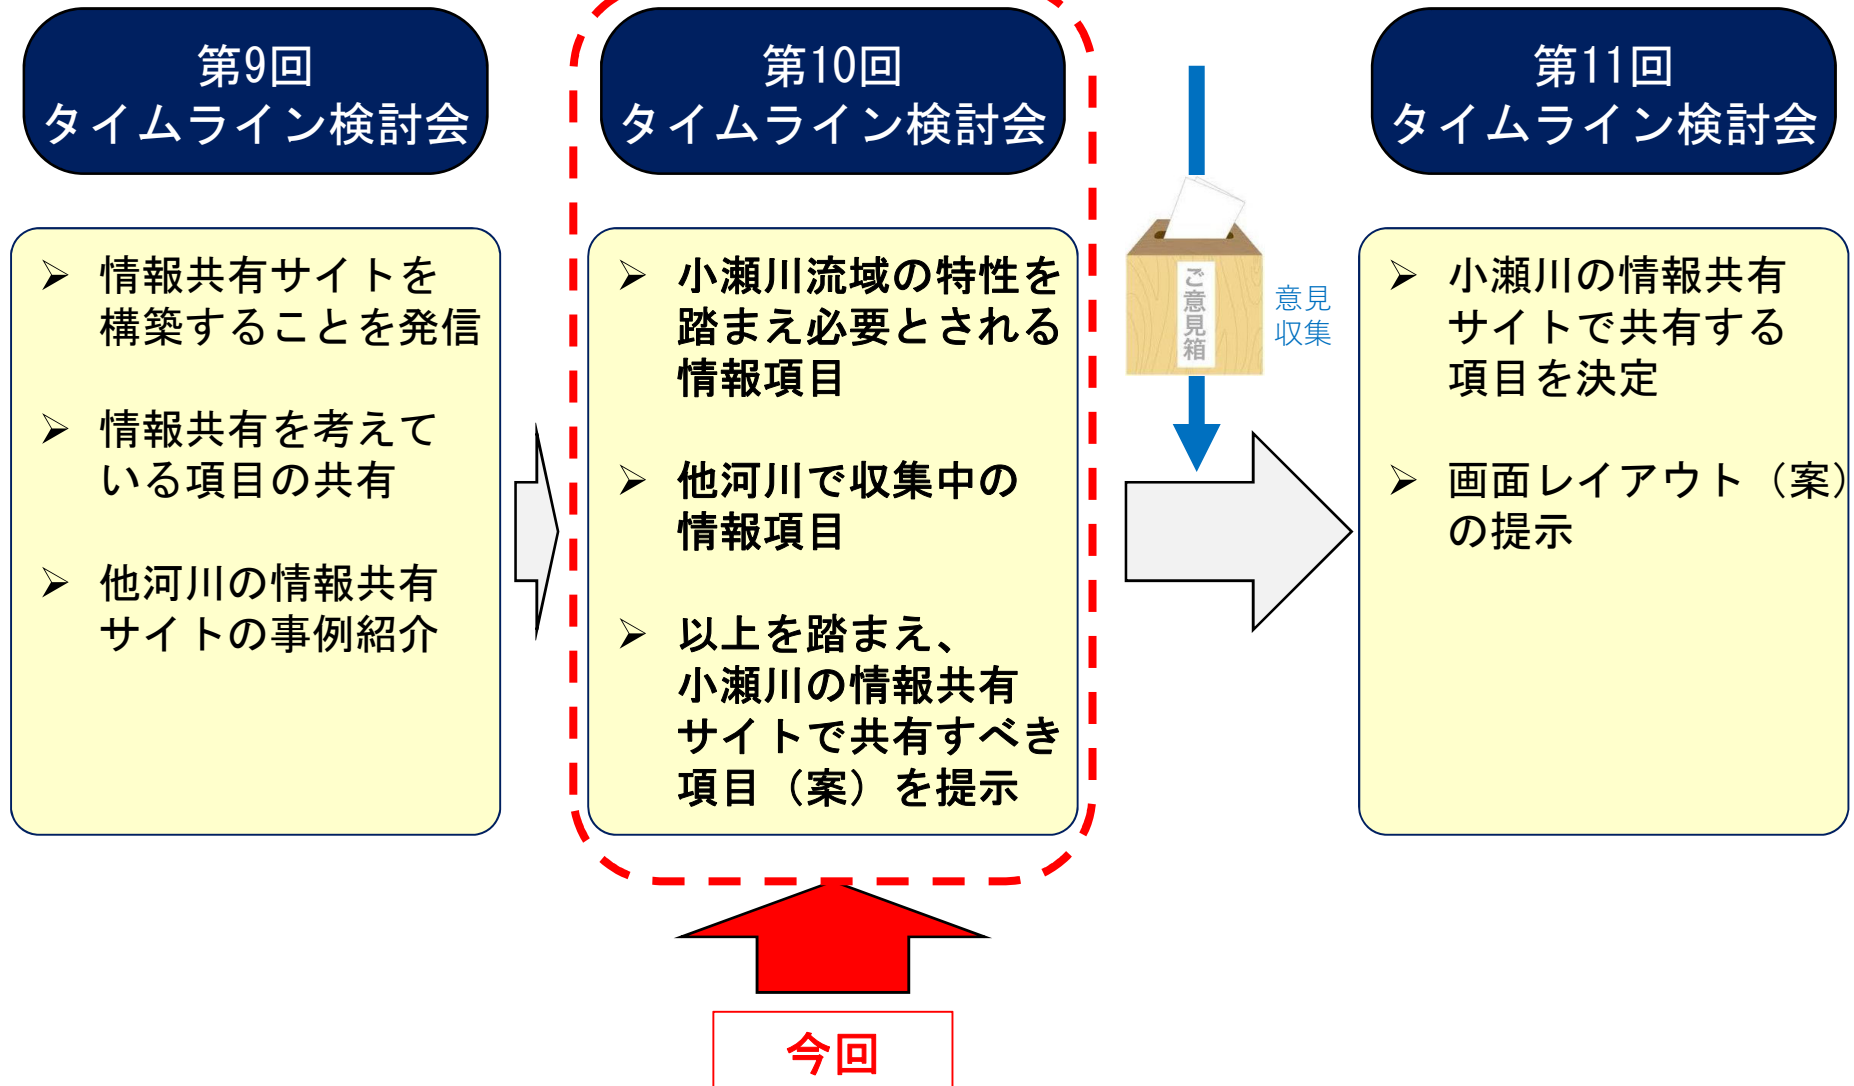 第9回
タイムライン検討会
➢ 情報共有サイトを
構築することを発信
➢ 情報共有を考えて
いる項目の共有
➢ 他河川の情報共有
サイトの事例紹介
第10回
タイムライン検討会
➢ 小瀬川流域の特性を
踏まえ必要とされる
情報項目
➢ 他河川で収集中の
情報項目
➢ 以上を踏まえ、
小瀬川の情報共有
サイトで共有すべき
項目（案）を提示
今回
ご意見箱
意見
収集
第11回
タイムライン検討会
➢ 小瀬川の情報共有
サイトで共有する
項目を決定
➢ 画面レイアウト（案）
の提示